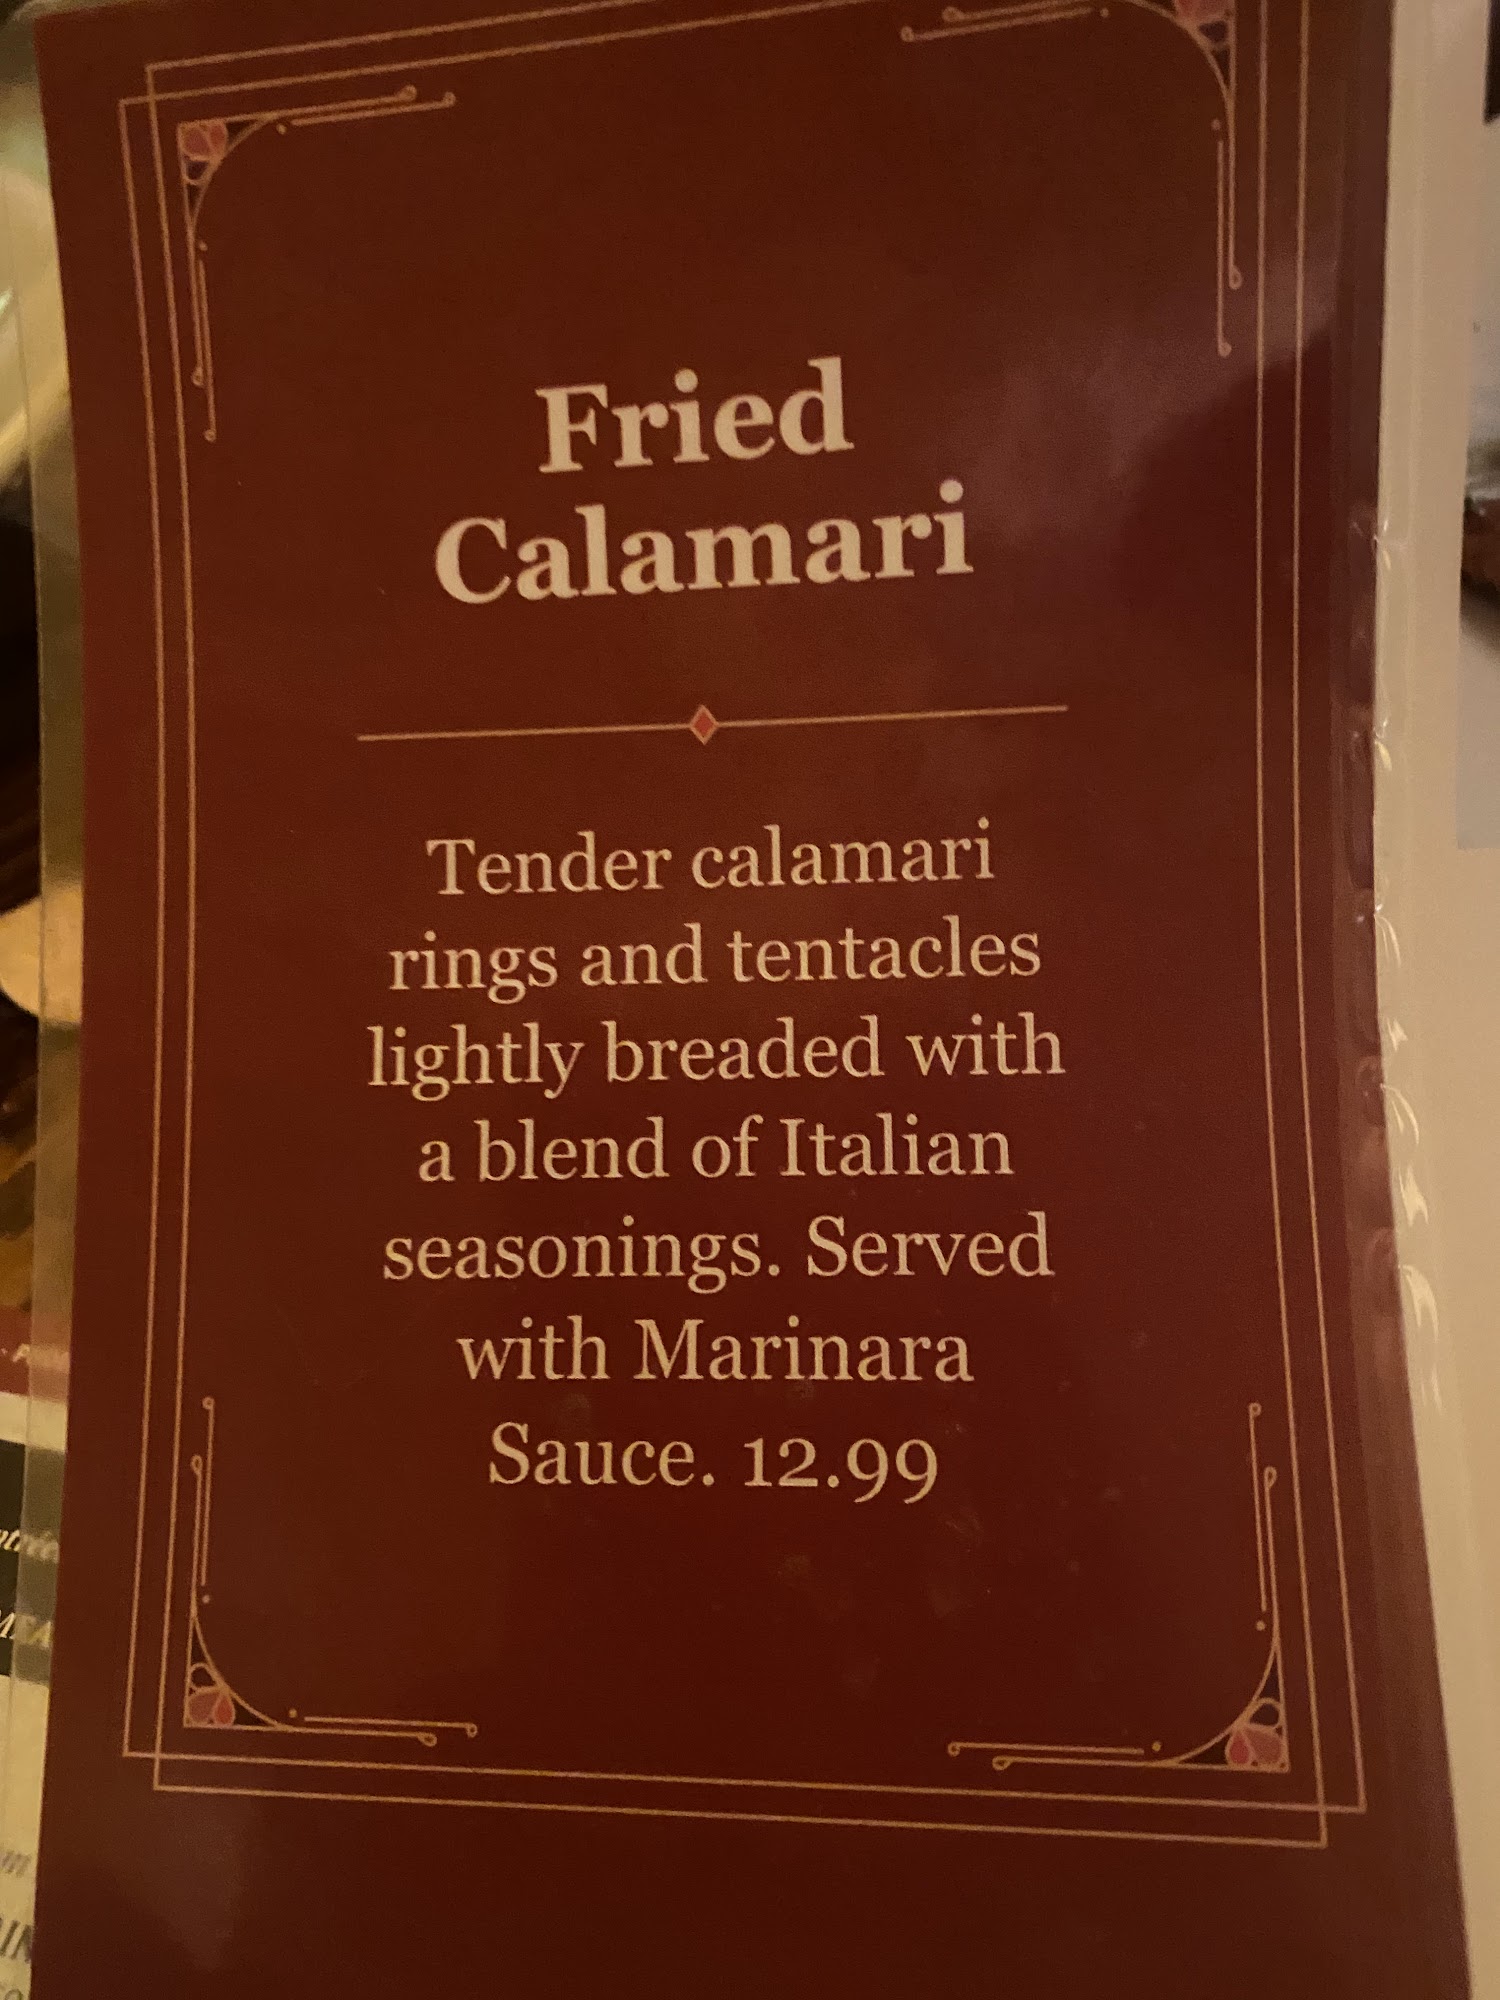 Fried
Calamari
Tender calamari
rings and tentacles
lightly breaded with
a blend of Italian
seasonings. Served
with Marinara
Sauce. 12.99